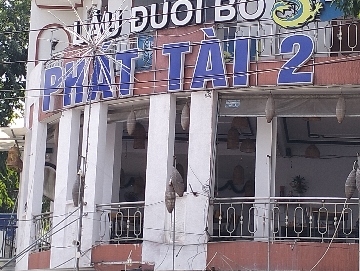 LẨU ĐUÔI BÒ
PHÁT TÀI 2